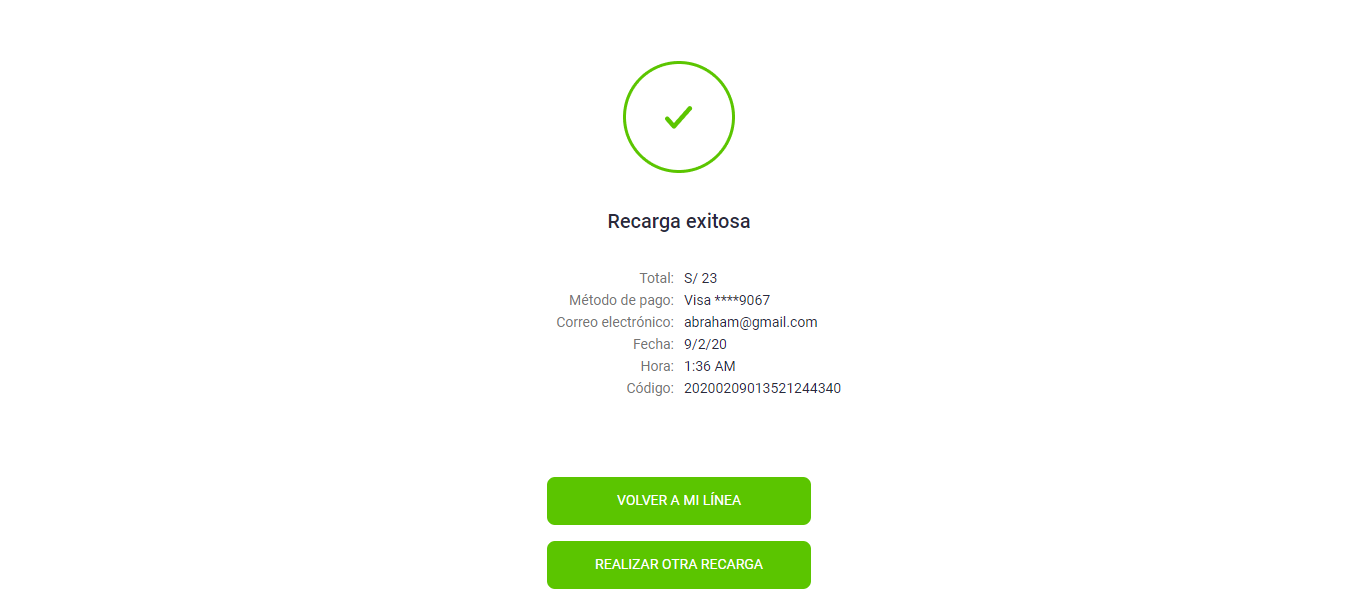 Recarga exitosa
Total: S/ 23
Método de pago: Visa ****9067
Correo electrónico: abraham@gmail.com
Fecha: 9/2/20
Hora: 1:36 AM
Código: 20200209013521244340
VOLVER A MI LÍNEA
REALIZAR OTRA RECARGA